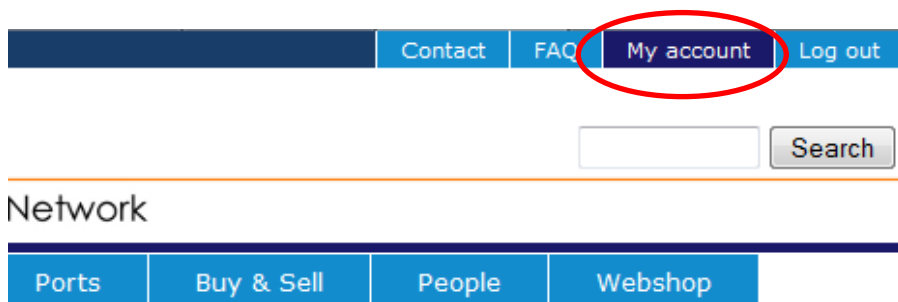 Contact FAQ My account Log out
Search
Network
Ports Buy & Sell People Webshop